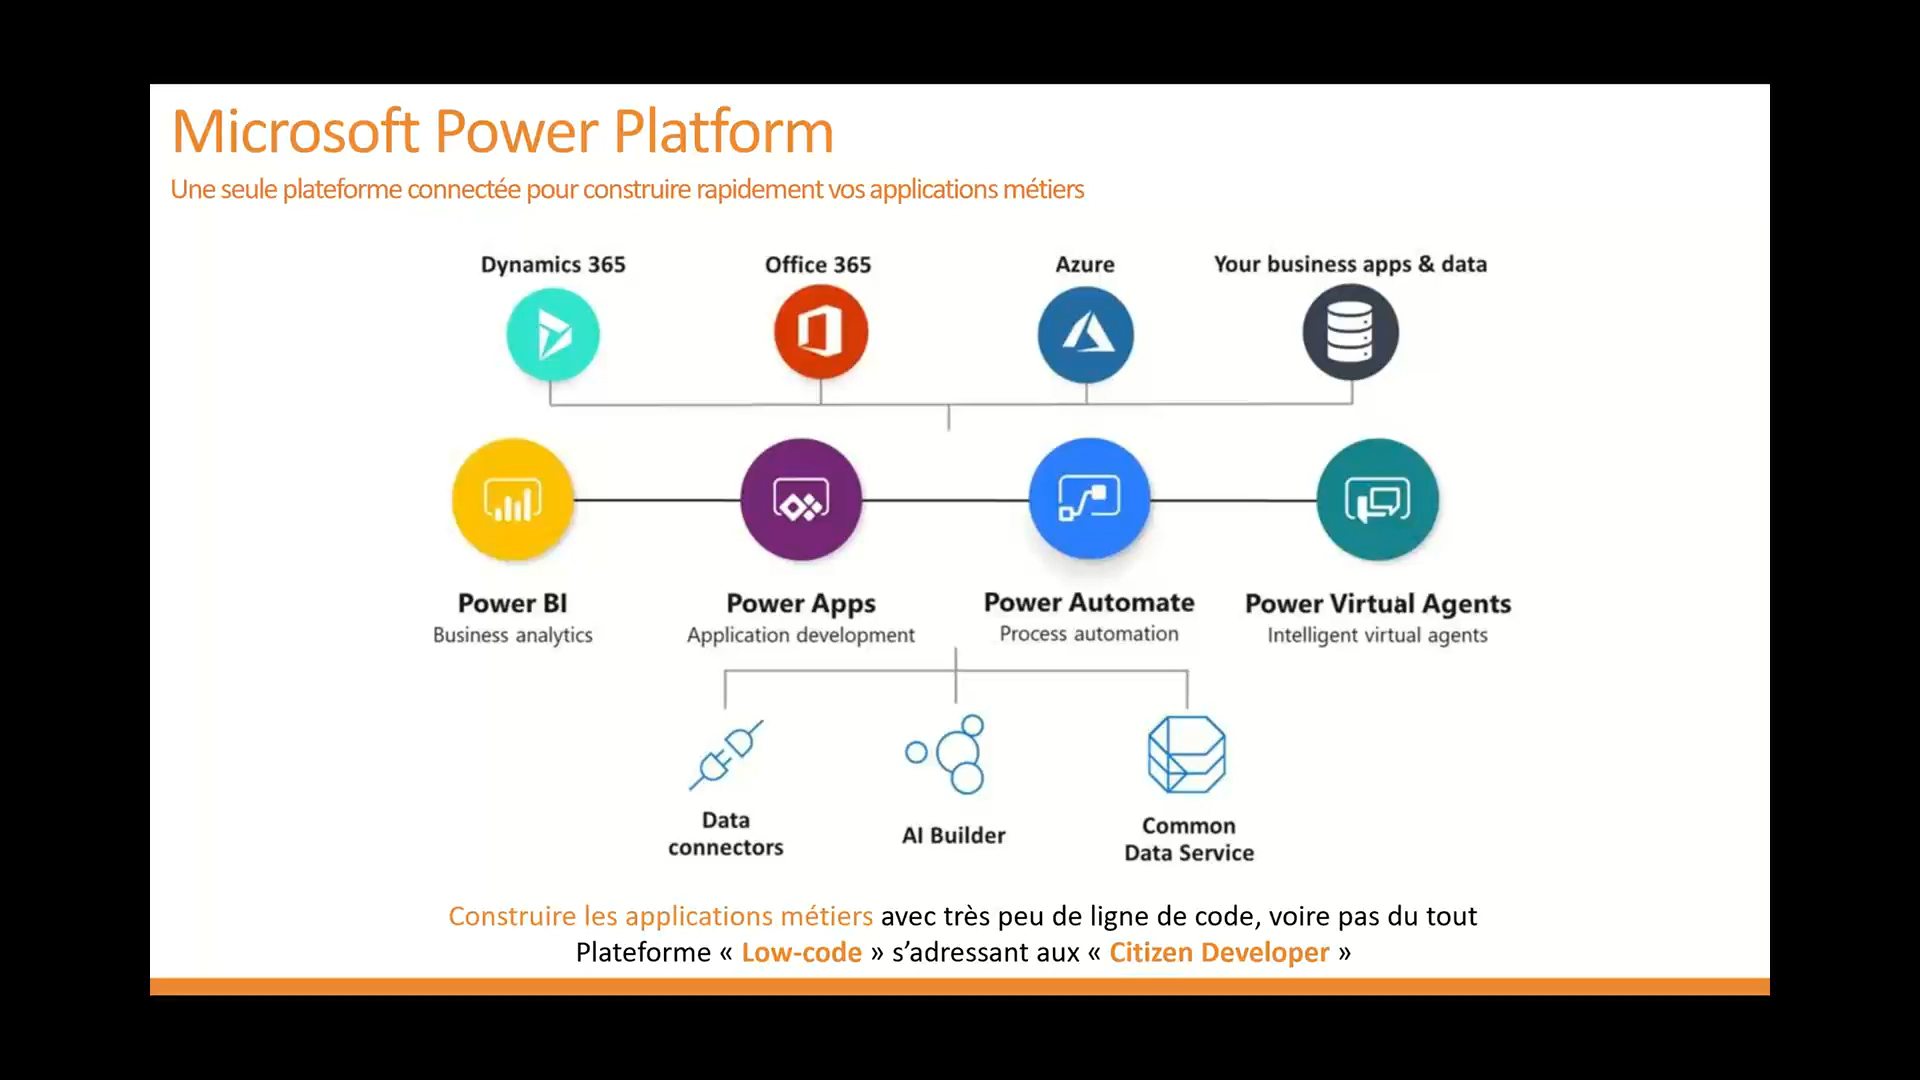 Microsoft Power Platform
Une seule plateforme connectée pour construire rapidement vos applications métiers
Dynamics 365
Office 365
Azure
Your business apps & data
Power BI
Business analytics
Power Apps
Application development
Power Automate
Process automation
Power Virtual Agents
Intelligent virtual agents
Data
connectors
AI Builder
Common
Data Service
Construire les applications métiers avec très peu de ligne de code, voire pas du tout
Plateforme « Low-code » s’adressant aux « Citizen Developer »